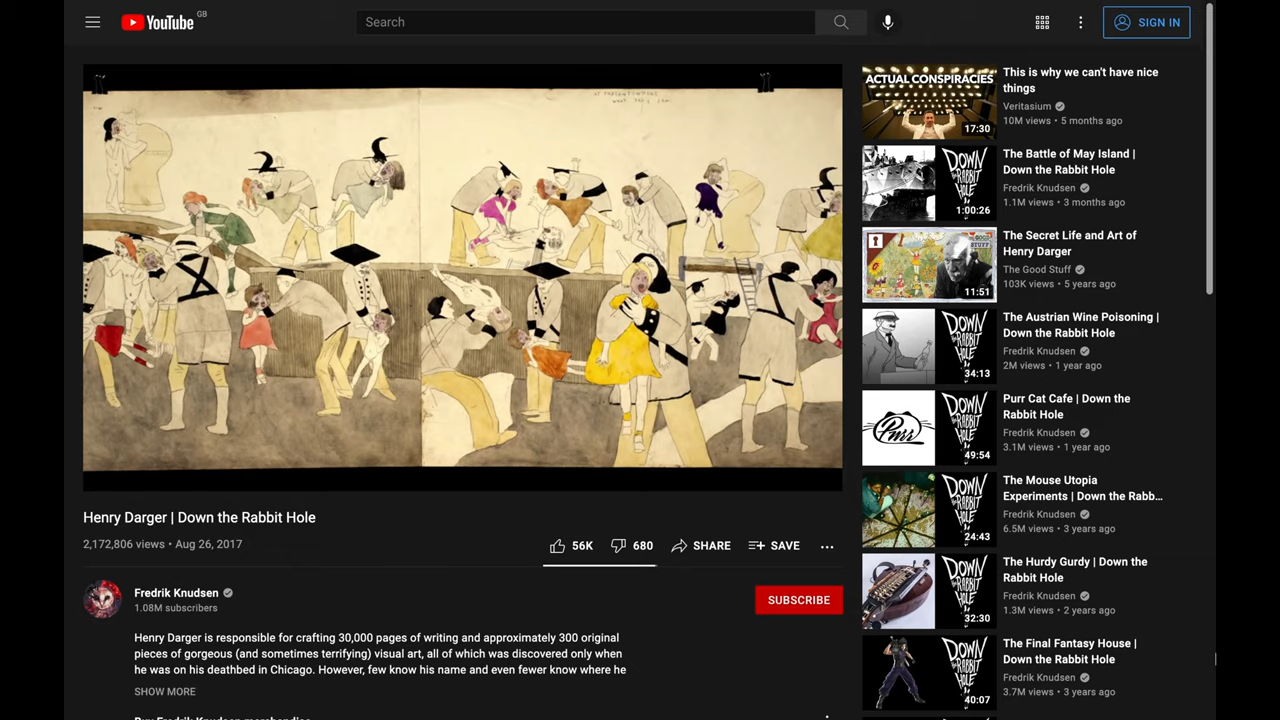 YouTube GB
Search
SIGN IN
Henry Darger | Down the Rabbit Hole
2,172,806 views • Aug 26, 2017
56K
680
SHARE
SAVE
Fredrik Knudsen
1.08M subscribers
SUBSCRIBE
Henry Darger is responsible for crafting 30,000 pages of writing and approximately 300 original
pieces of gorgeous (and sometimes terrifying) visual art, all of which was discovered only when
he was on his deathbed in Chicago. However, few know his name and even fewer know where he
SHOW MORE
ACTUAL CONSPIRACIES
17:30
This is why we can't have nice
things
Veritasium
10M views • 5 months ago
DOWN
THE RABBIT
HOLE
1:00:26
The Battle of May Island |
Down the Rabbit Hole
Fredrik Knudsen
1.1M views • 3 months ago
THE GOOD
STUFF
11:51
The Secret Life and Art of
Henry Darger
The Good Stuff
103K views • 5 years ago
DOWN
THE RABBIT
HOLE
34:13
The Austrian Wine Poisoning |
Down the Rabbit Hole
Fredrik Knudsen
2M views • 1 year ago
Purr
DOWN
THE RABBIT
HOLE
49:54
Purr Cat Cafe | Down the
Rabbit Hole
Fredrik Knudsen
3.1M views • 1 year ago
DOWN
THE RABBIT
HOLE
24:43
The Mouse Utopia
Experiments | Down the Rabb...
Fredrik Knudsen
6.5M views • 3 years ago
DOWN
THE RABBIT
HOLE
32:30
The Hurdy Gurdy | Down the
Rabbit Hole
Fredrik Knudsen
1.3M views • 2 years ago
DOWN
THE RABBIT
HOLE
40:07
The Final Fantasy House |
Down the Rabbit Hole
Fredrik Knudsen
3.7M views • 3 years ago